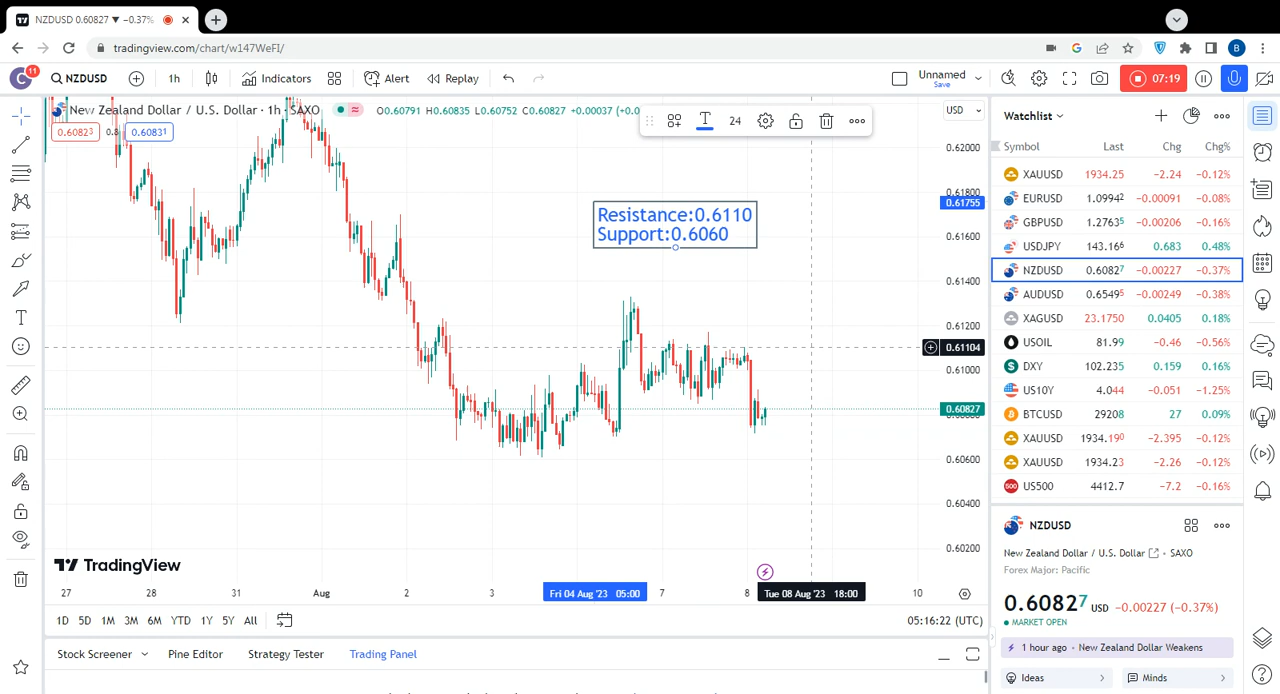 NZDUSD 0.60827 ▼ −0.37%
tradingview.com/chart/w147WeFI/
C 11 NZDUSD 1h Indicators Alert Replay Unnamed Save 07:19
B
New Zealand Dollar / U.S. Dollar · 1h · SAXO O0.60791 H0.60835 L0.60752 C0.60827 +0.00037
0.60823 0.8 0.60831
24
USD
Resistance:0.6110
Support:0.6060
0.62000
0.61800
0.61755
0.61600
0.61400
0.61200
0.61104
0.61000
0.60827
0.60600
0.60400
0.60200
TradingView
27 28 31 Aug 2 3 Fri 04 Aug '23 05:00 7 8 Tue 08 Aug '23 18:00 10
1D 5D 1M 3M 6M YTD 1Y 5Y All 05:16:22 (UTC)
Stock Screener Pine Editor Strategy Tester Trading Panel
Watchlist
Symbol Last Chg Chg%
XAUUSD 1934.25 −2.24 −0.12%
EURUSD 1.09942 −0.00091 −0.08%
GBPUSD 1.27635 −0.00206 −0.16%
USDJPY 143.166 0.683 0.48%
NZDUSD 0.60827 −0.00227 −0.37%
AUDUSD 0.65495 −0.00249 −0.38%
XAGUSD 23.1750 0.0405 0.18%
USOIL 81.99 −0.46 −0.56%
DXY 102.235 0.159 0.16%
US10Y 4.044 −0.051 −1.25%
BTCUSD 29208 27 0.09%
XAUUSD 1934.190 −2.395 −0.12%
XAUUSD 1934.23 −2.26 −0.12%
500 US500 4412.7 −7.2 −0.16%
NZDUSD
New Zealand Dollar / U.S. Dollar · SAXO
Forex Major: Pacific
0.60827 USD −0.00227 (−0.37%)
MARKET OPEN
1 hour ago · New Zealand Dollar Weakens
Ideas Minds